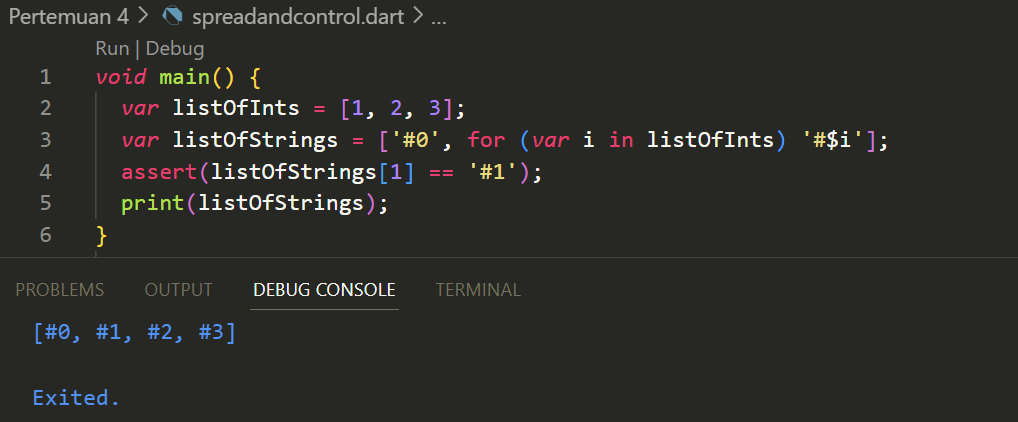 Pertemuan 4 > spreadandcontrol.dart > ...
Run | Debug
1 void main() {
2   var listOfInts = [1, 2, 3];
3   var listOfStrings = ['#0', for (var i in listOfInts) '#$i'];
4   assert(listOfStrings[1] == '#1');
5   print(listOfStrings);
6 }
PROBLEMS OUTPUT DEBUG CONSOLE TERMINAL
[#0, #1, #2, #3]
Exited.